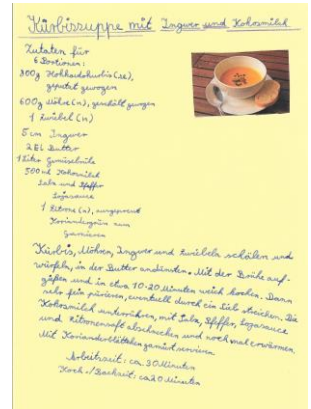 Kürbissuppe mit Ingwer und Kokosmilch
Zutaten für
6 Portionen:
800g Hokkaidokürbis(se),
geputzt gewogen
600g Möhre(n), geschält gewogen
1 Zwiebel(n)
5 cm Ingwer
2 EL Butter
1 Liter Gemüsebrühe
500 ml Kokosmilch
Salz und Pfeffer
Sojasauce
1 Zitrone(n), ausgepresst
Koriandergrün zum
Garnieren
Kürbis, Möhren, Ingwer und Zwiebeln schälen und
würfeln, in der Butter andünsten. Mit der Brühe auf-
gießen und in etwa 10-20 Minuten weich kochen. Dann
sehr fein pürieren, eventuell durch ein Sieb streichen. Die
Kokosmilch unterrühren, mit Salz, Pfeffer, Sojasauce
und Zitronensaft abschmecken und noch mal erwärmen.
Mit Korianderblättchen garniert servieren.
Arbeitszeit: ca. 30 Minuten
Koch-/Backzeit: ca 20 Minuten